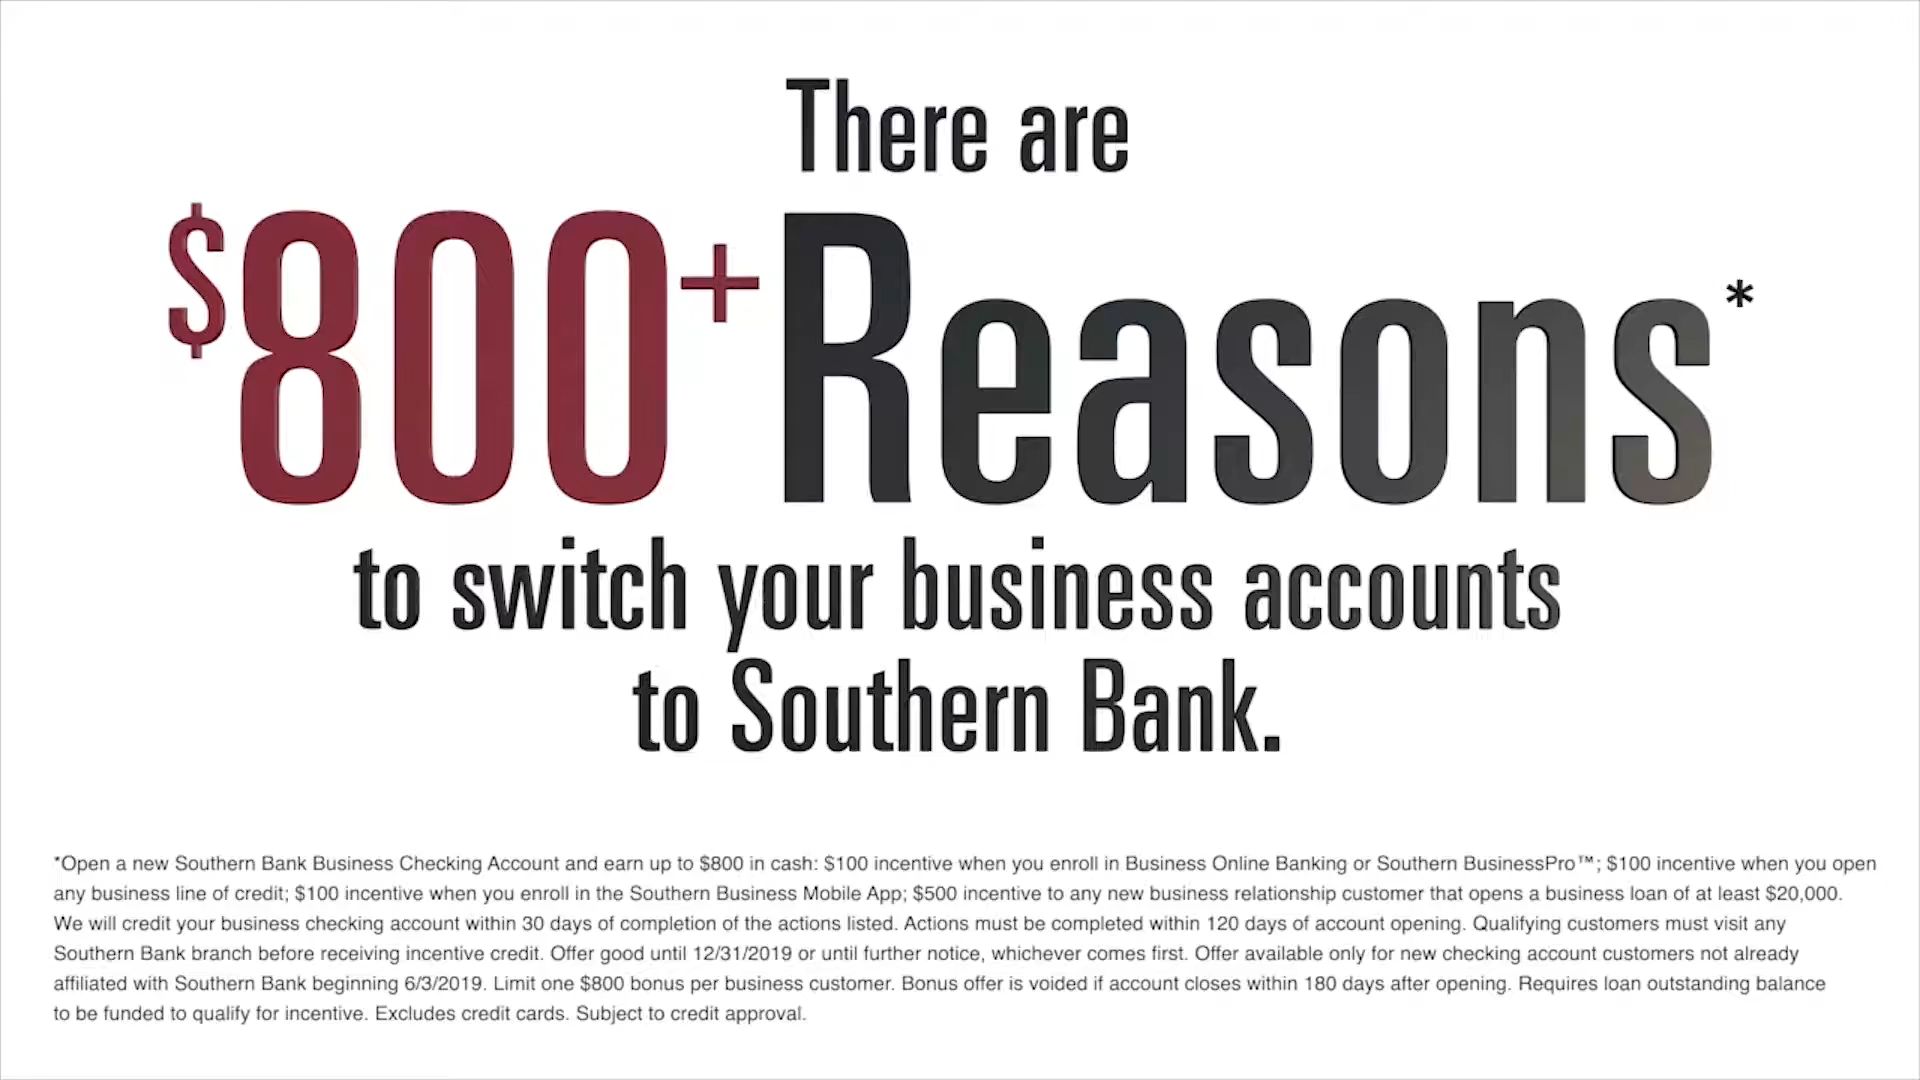 There are
$800+ Reasons*
to switch your business accounts
to Southern Bank.
*Open a new Southern Bank Business Checking Account and earn up to $800 in cash: $100 incentive when you enroll in Business Online Banking or Southern BusinessPro™; $100 incentive when you open
any business line of credit; $100 incentive when you enroll in the Southern Business Mobile App; $500 incentive to any new business relationship customer that opens a business loan of at least $20,000.
We will credit your business checking account within 30 days of completion of the actions listed. Actions must be completed within 120 days of account opening. Qualifying customers must visit any
Southern Bank branch before receiving incentive credit. Offer good until 12/31/2019 or until further notice, whichever comes first. Offer available only for new checking account customers not already
affiliated with Southern Bank beginning 6/3/2019. Limit one $800 bonus per business customer. Bonus offer is voided if account closes within 180 days after opening. Requires loan outstanding balance
to be funded to qualify for incentive. Excludes credit cards. Subject to credit approval.